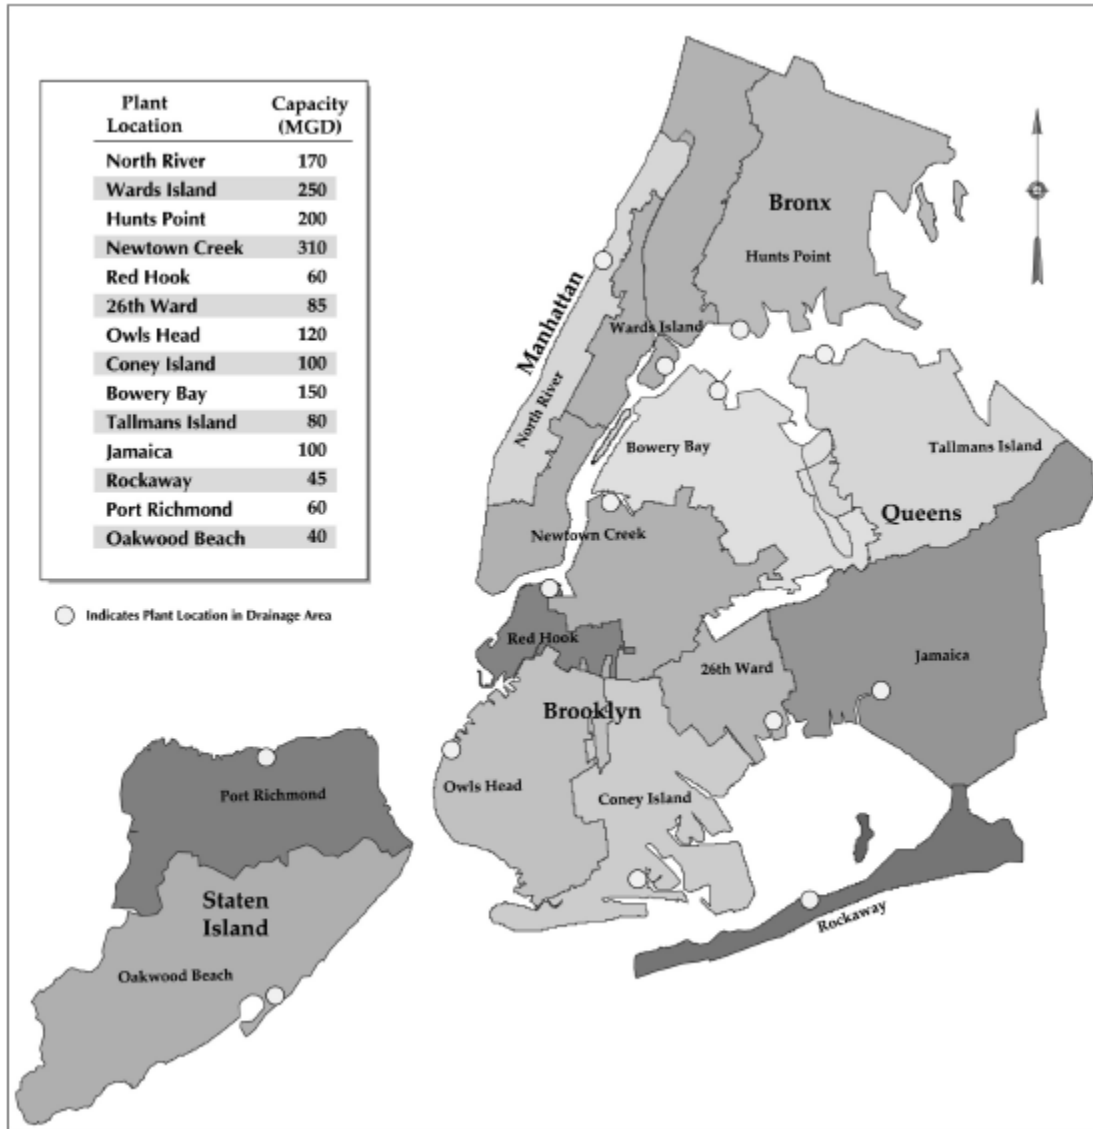 Plant Location Capacity (MGD)
North River 170
Wards Island 250
Hunts Point 200
Newtown Creek 310
Red Hook 60
26th Ward 85
Owls Head 120
Coney Island 100
Bowery Bay 150
Tallmans Island 80
Jamaica 100
Rockaway 45
Port Richmond 60
Oakwood Beach 40
Indicates Plant Location in Drainage Area
Bronx
Hunts Point
Manhattan
Wards Island
North River
Bowery Bay
Tallmans Island
Queens
Newtown Creek
Red Hook
26th Ward
Jamaica
Brooklyn
Owls Head
Coney Island
Port Richmond
Staten
Island
Rockaway
Oakwood Beach